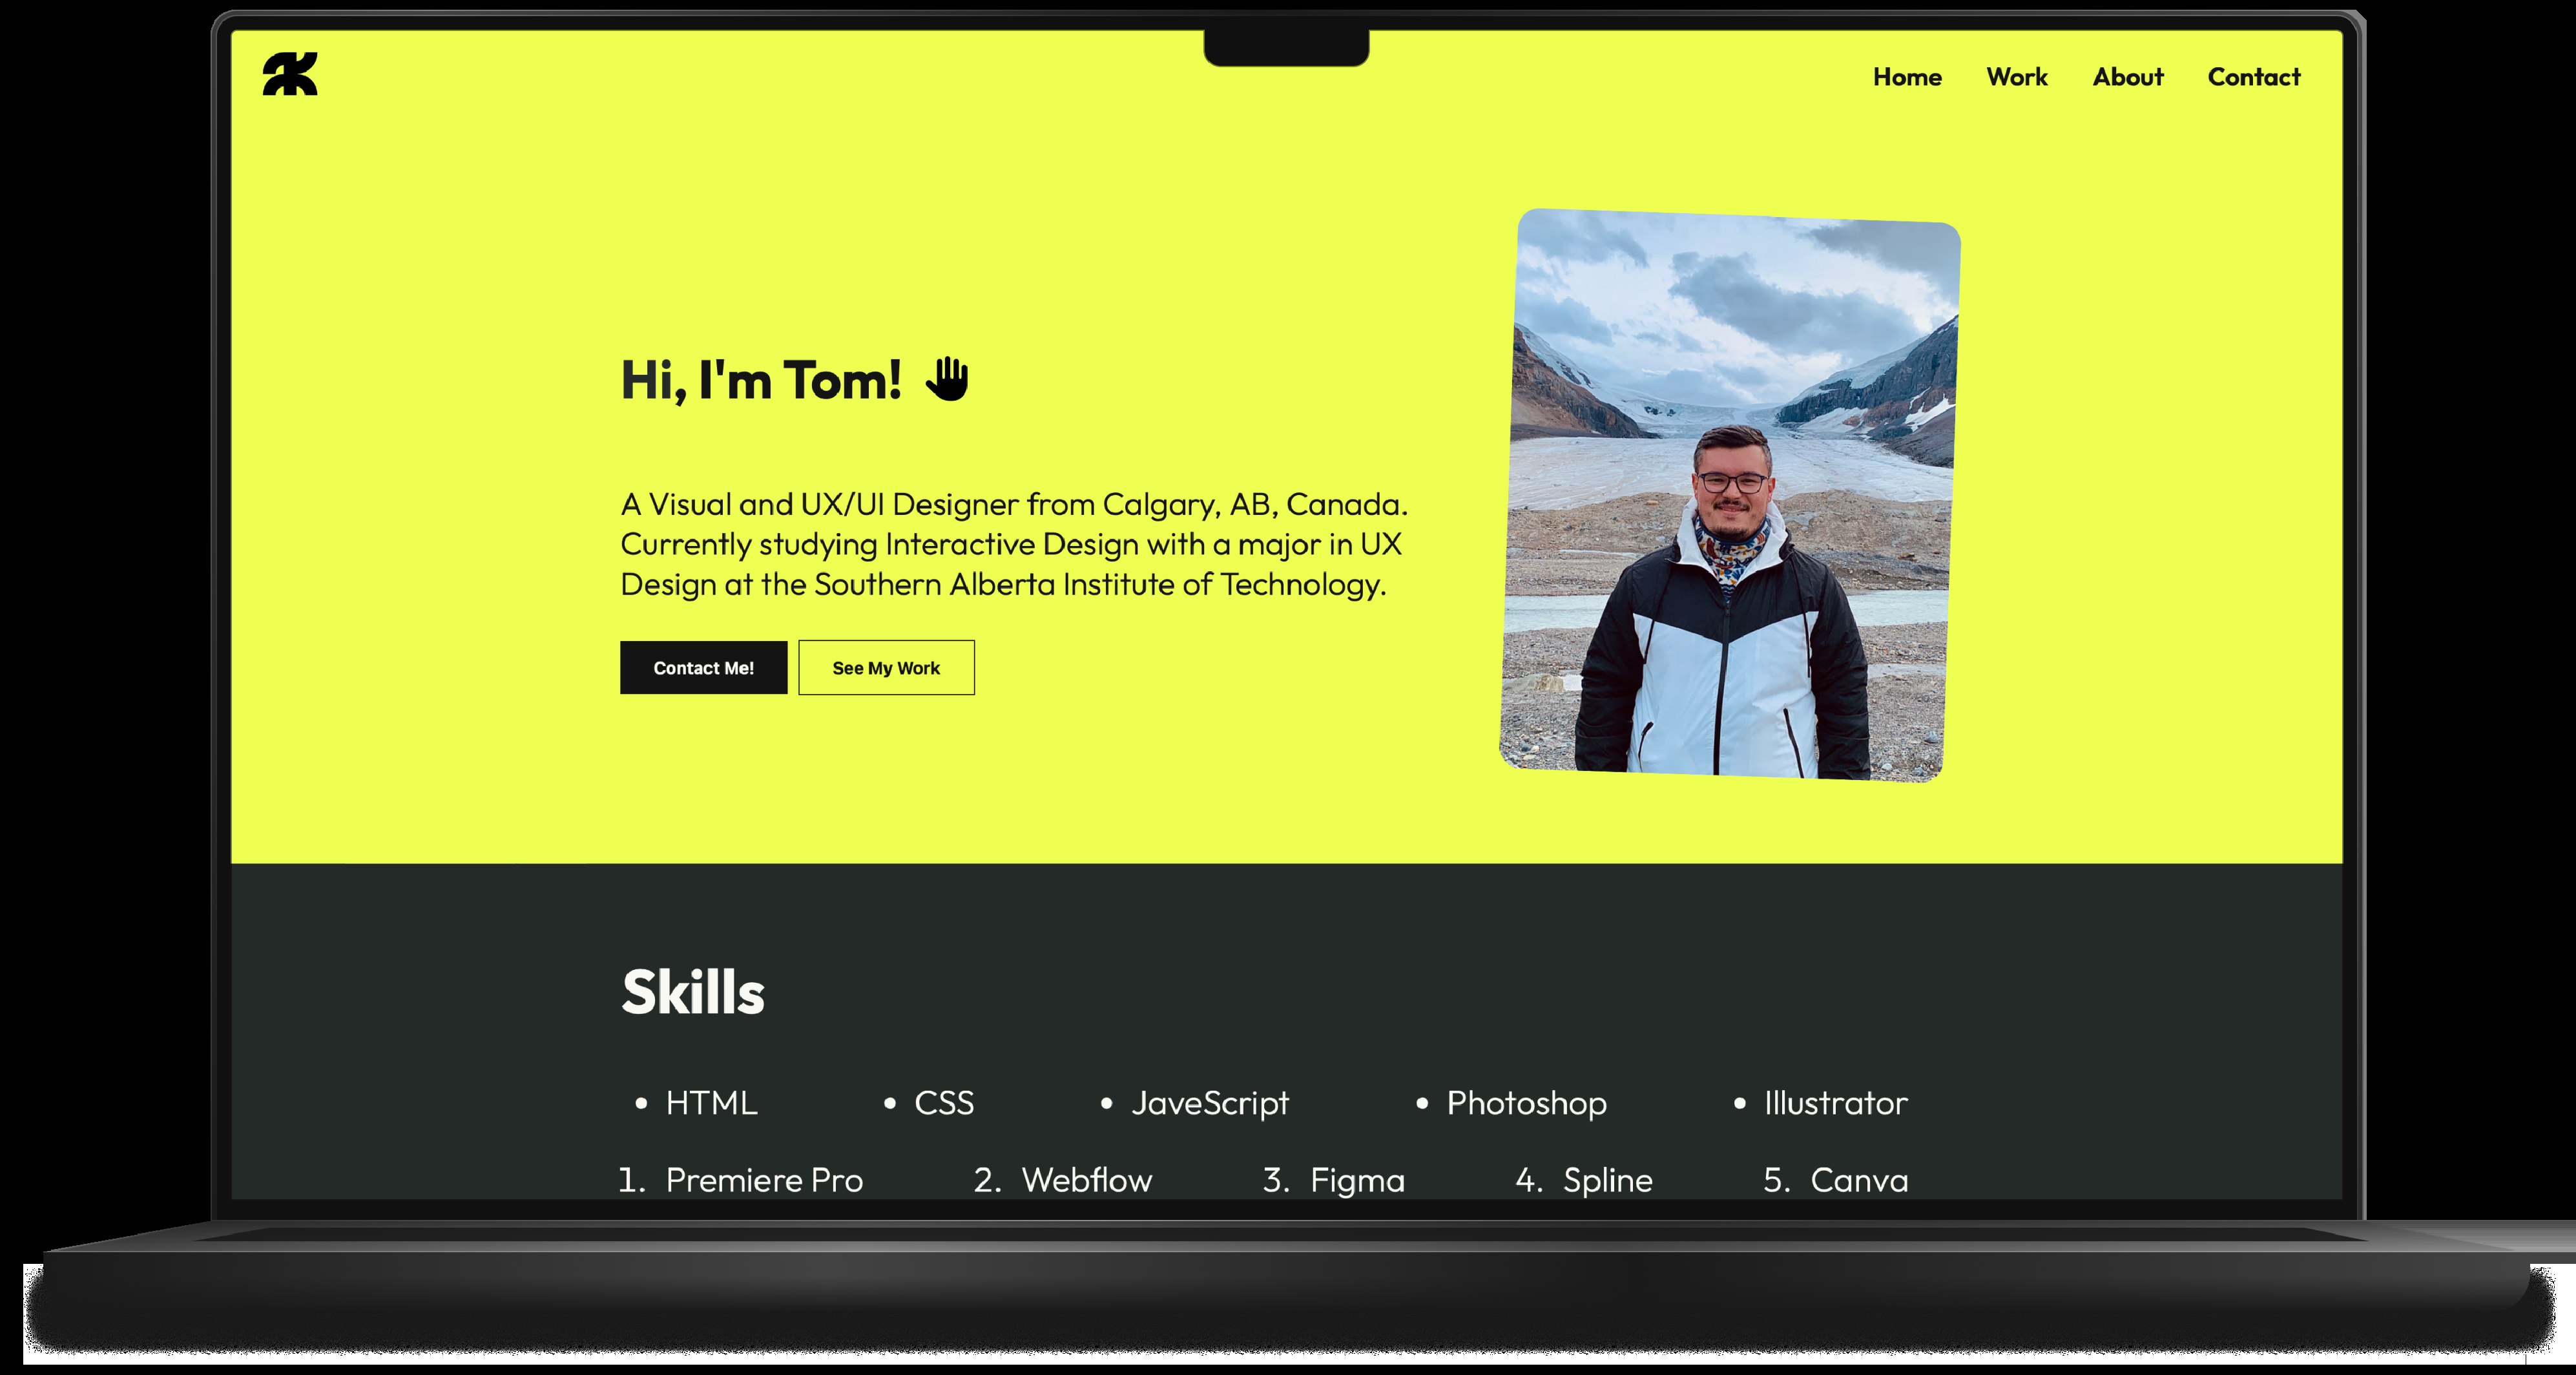 Home Work About Contact
Hi, I'm Tom!
A Visual and UX/UI Designer from Calgary, AB, Canada.
Currently studying Interactive Design with a major in UX
Design at the Southern Alberta Institute of Technology.
Contact Me! See My Work
Skills
• HTML • CSS • JaveScript • Photoshop • Illustrator
1. Premiere Pro 2. Webflow 3. Figma 4. Spline 5. Canva